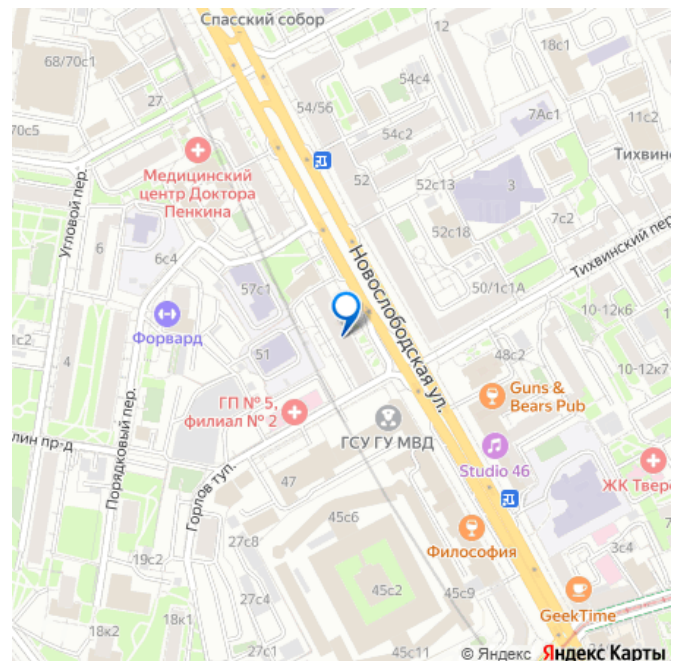 Спасский собор
12
68/70с1
18с1
54с4
27
54/56
7Ас1
11с2
70с5
54с2
Медицинский
центр Доктора
Пенкина
Тихвин
52
52с13
3
Угловой пер.
7с2
6
52с18
Тихвинский пер
6с4
Новослободская ул.
57с1
50/1с1А
10-12к6
Форвард
1с2
4
51
48с2
10-12к7
Guns &
Bears Pub
ГП № 5,
филиал № 2
Порядковый пер.
лин пр-д
ГСУ ГУ МВД
Studio 46
ЖК Твер
Горлов туп.
47
45с6
27с8
Философия
19с2
3с4
45с2
45с9
27с4
GeekTime
18к1
18к2
45с11
© Яндекс Яндекс Карты